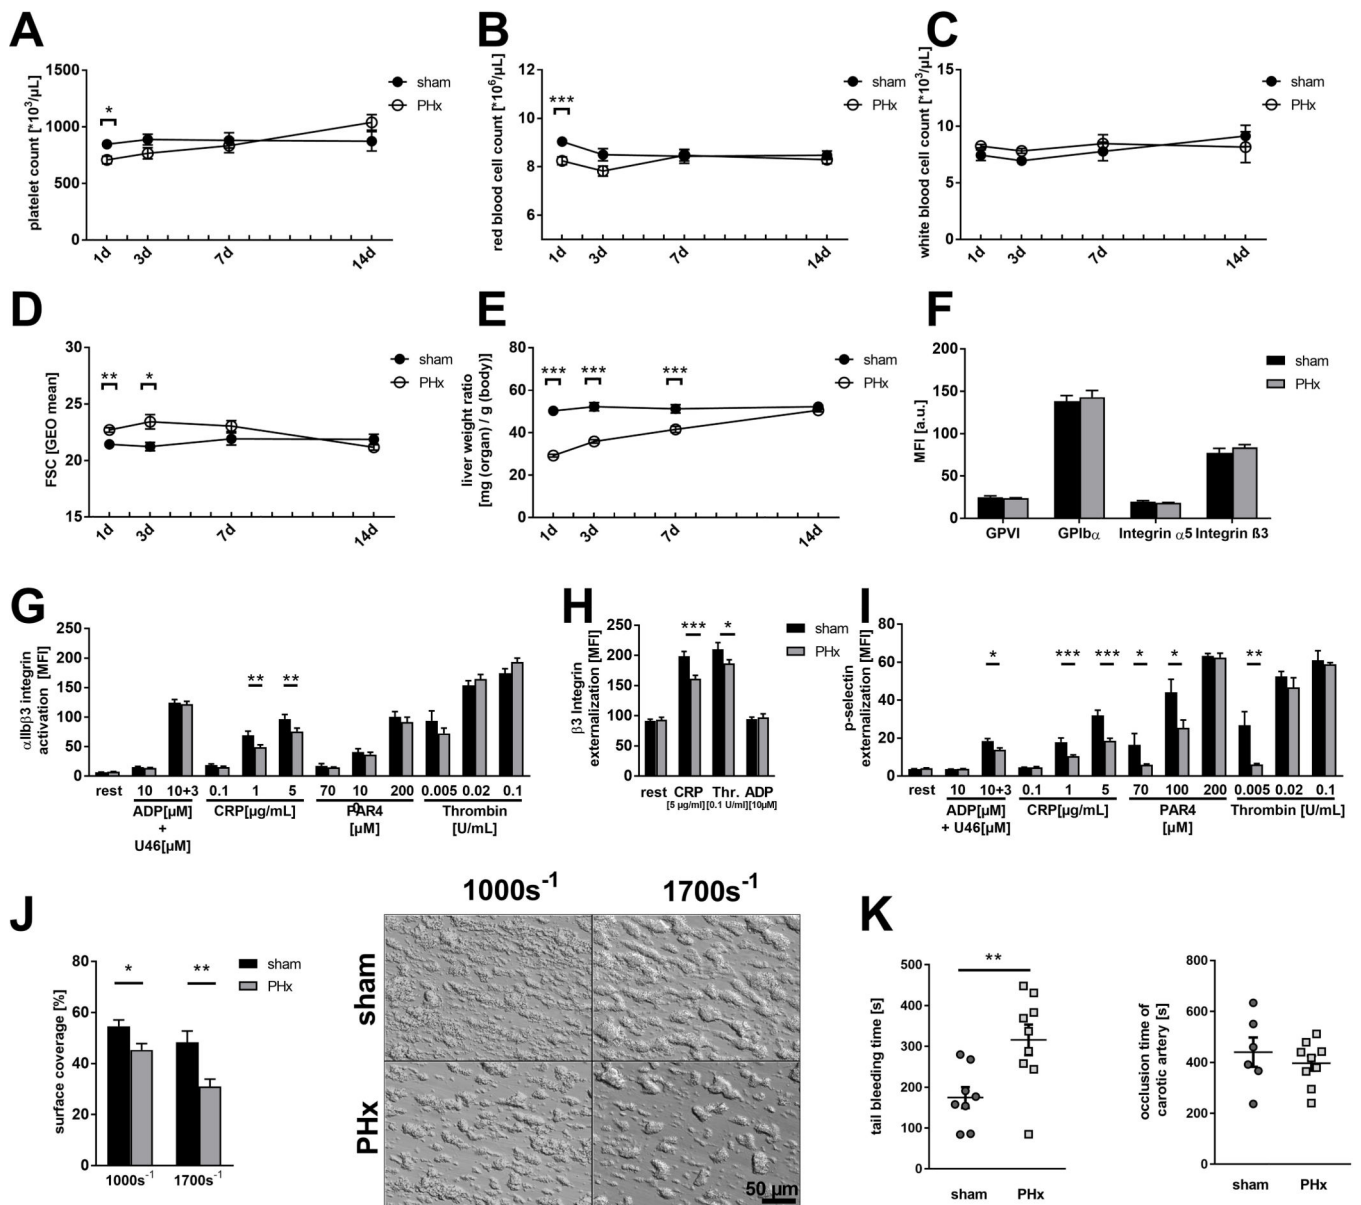 A
platelet count [*10³/µL]
1500
1000
500
0
*
sham
PHx
1d
3d
7d
14d
B
red blood cell count [*10⁶/µL]
12
10
8
6
***
sham
PHx
1d
3d
7d
14d
C
white blood cell count [*10³/µL]
15
10
5
0
sham
PHx
1d
3d
7d
14d
D
FSC [GEO mean]
30
25
20
15
**
*
sham
PHx
1d
3d
7d
14d
E
liver weight ratio
[mg (organ) / g (body)]
80
60
40
20
0
***
***
***
sham
PHx
1d
3d
7d
14d
F
MFI [a.u.]
200
150
100
50
0
sham
PHx
GPVI
GPIbα
Integrin α5
Integrin ß3
G
αIIbβ3 integrin
activation [MFI]
250
200
150
100
50
0
**
**
rest
10
10+3
0.1
1
5
70
10
0
200
0.005
0.02
0.1
ADP[µM]
+
U46[µM]
CRP[µg/mL]
PAR4
[µM]
Thrombin
[U/mL]
H
β3 Integrin
externalization [MFI]
250
200
150
100
50
0
***
*
sham
PHx
rest
CRP
Thr.
ADP
[5 µg/ml]
[0.1 U/ml]
[10µM]
I
p-selectin
externalization [MFI]
80
60
40
20
0
*
***
***
*
*
**
rest
10
10+3
0.1
1
5
70
100
200
0.005
0.02
0.1
ADP[µM]
+ U46[µM]
CRP[µg/mL]
PAR4
[µM]
Thrombin [U/mL]
J
surface coverage [%]
80
60
40
20
0
*
**
sham
PHx
1000s⁻¹
1700s⁻¹
1000s⁻¹
1700s⁻¹
sham
PHx
50 µm
K
tail bleeding time [s]
500
400
300
200
100
0
**
sham
PHx
occlusion time of
carotic artery [s]
800
600
400
200
0
sham
PHx